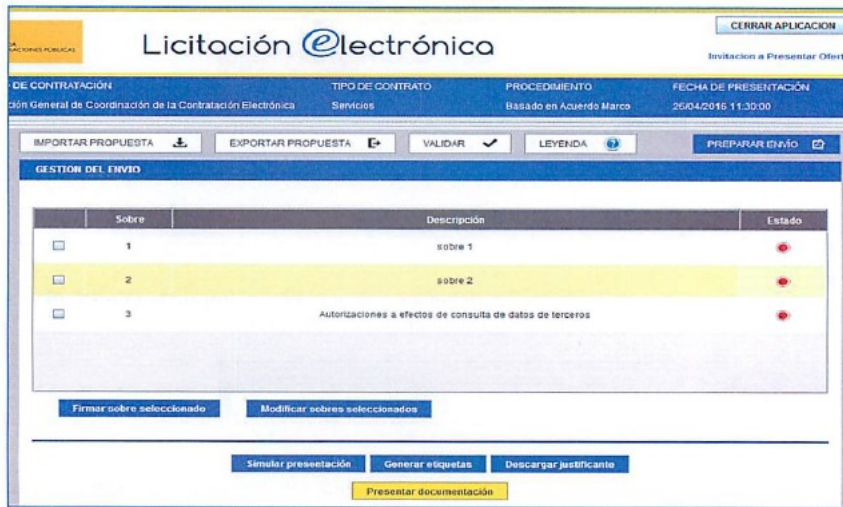 CERRAR APLICACION
Licitación electrónica
Invitacion a Presentar Ofert
DE CONTRATACIÓN TIPO DE CONTRATO PROCEDIMIENTO FECHA DE PRESENTACIÓN
ción General de Coordinación de la Contratación Electrónica Servicios Basado en Acuerdo Marco 26/04/2016 11:30:00
IMPORTAR PROPUESTA EXPORTAR PROPUESTA VALIDAR LEYENDA PREPARAR ENVÍO
GESTION DEL ENVIO
Sobre Descripción Estado
1 sobre 1
2 sobre 2
3 Autorizaciones a efectos de consulta de datos de terceros
Firmar sobre seleccionado Modificar sobres seleccionados
Simular presentación Generar etiquetas Descargar justificante
Presentar documentación